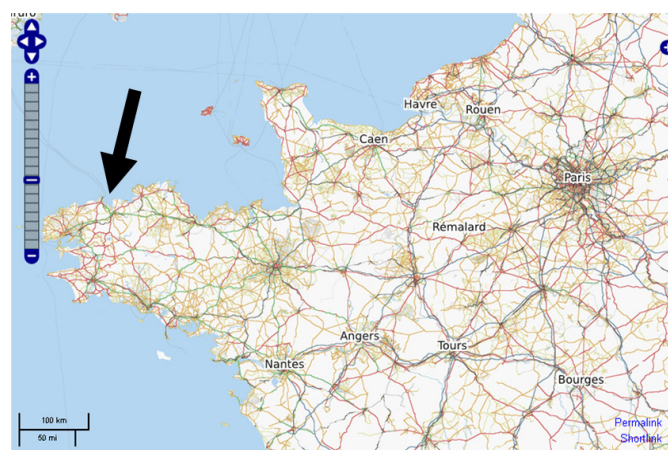 Havre
Rouen
Caen
Paris
Rémalard
Angers
Tours
Nantes
Bourges
100 km
50 mi
Permalink
Shortlink